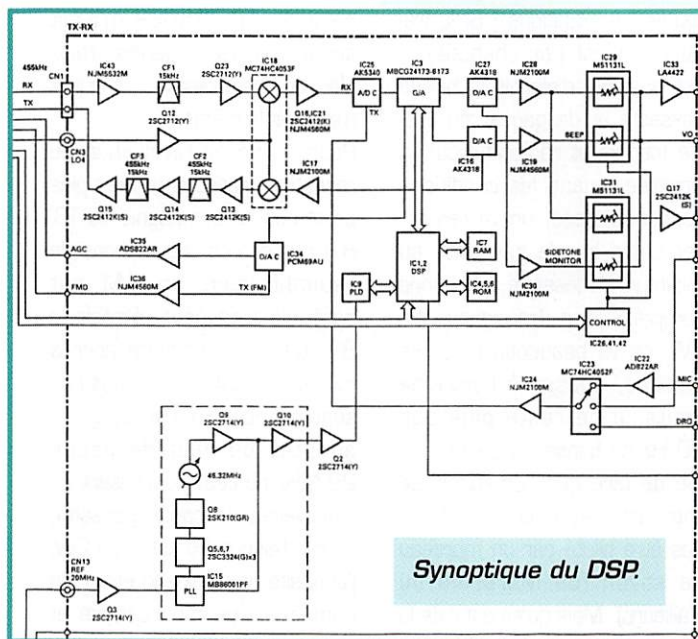 TX-RX
455kHz
CN1
RX
TX
IC43
NJM5532M
CF1
15kHz
Q23
2SC2712(Y)
IC18
MC74HC4053F
Q12
2SC2712(Y)
CN3
LO4
Q16,IC21
2SC2412(K)
NJM4560M
IC17
NJM2100M
CF3
455kHz
15kHz
CF2
455kHz
15kHz
Q15
2SC2412K(S)
Q14
2SC2412K(S)
Q13
2SC2412K(S)
IC25
AK5340
RX
A/D C
TX
IC3
MBCG24173-6173
G/A
IC27
AK4318
D/A C
D/A C
IC16
AK4318
IC28
NJM2100M
IC19
NJM4560M
IC29
M51131L
BEEP
IC31
M51131L
SIDETONE
MONITOR
IC30
NJM2100M
IC33
LA4422
VO
Q17
2SC2412K
(S)
AGC
IC35
AD8822AR
FMD
IC36
NJM4560M
D/A C
IC34
PCM69AU
TX (FM)
IC1,2
DSP
IC7
RAM
IC9
PLD
IC4,5,6
ROM
CONTROL
IC26,41,42
IC23
MC74HC4052F
IC22
AD822AR
MIC
CN
DRO
IC24
NJM2100M
Q9
2SC2714(Y)
Q10
2SC2714(Y)
Q2
2SC2714(Y)
46.32MHz
Q8
2SK210(GR)
Q5,6,7
2SC3324(G)x3
IC15
MB86001PF
PLL
CN13
REF
20MHz
Q3
2SC2714(Y)
Synoptique du DSP.